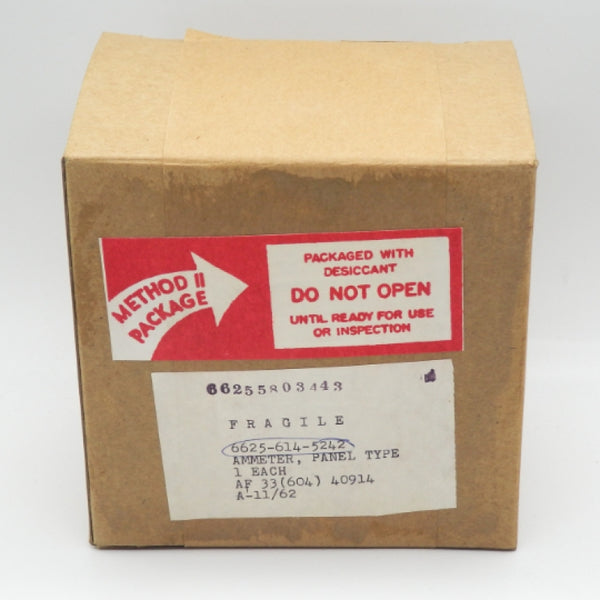 METHOD II
PACKAGE
PACKAGED WITH
DESICCANT
DO NOT OPEN
UNTIL READY FOR USE
OR INSPECTION
66255803443
FRAGILE
6625-614-5242
AMMETER, PANEL TYPE
1 EACH
AF 33(604) 40914
A-11/62